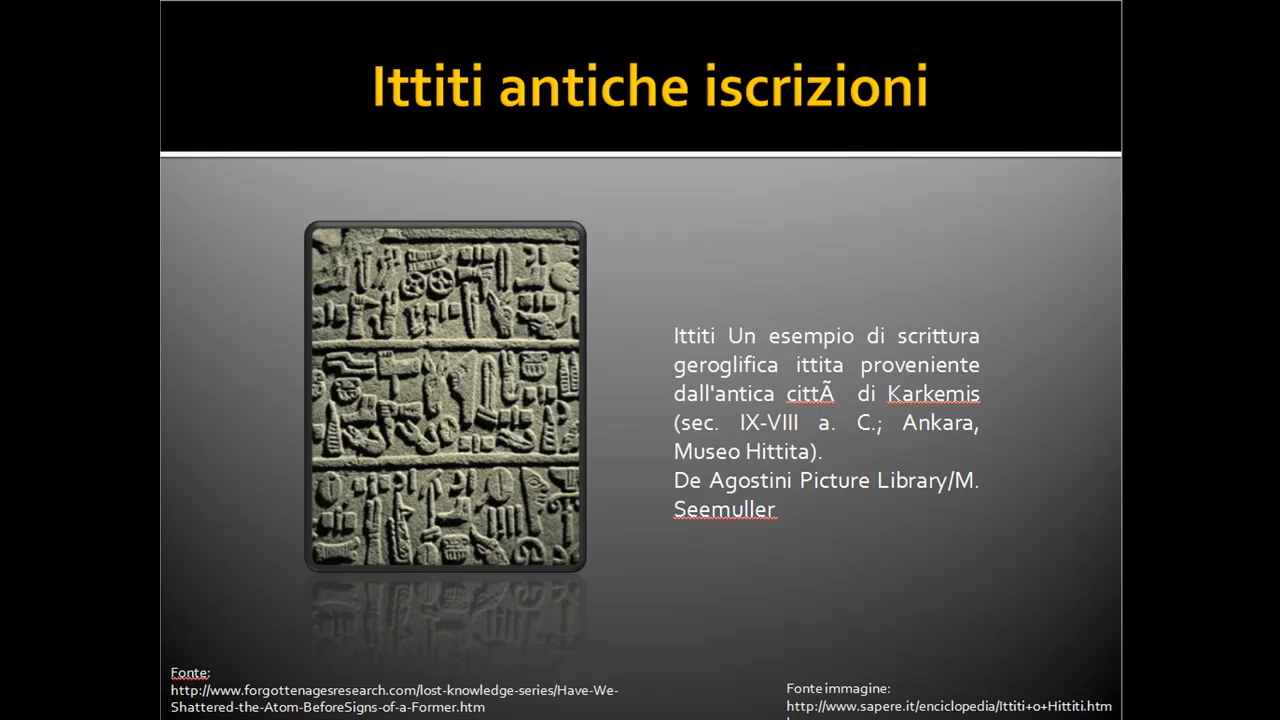 Ittiti antiche iscrizioni
Ittiti Un esempio di scrittura
geroglifica ittita proveniente
dall'antica cittÃ di Karkemis
(sec. IX-VIII a. C.; Ankara,
Museo Hittita).
De Agostini Picture Library/M.
Seemuller
Fonte:
http://www.forgottenagesresearch.com/lost-knowledge-series/Have-We-
Shattered-the-Atom-BeforeSigns-of-a-Former.htm
Fonte immagine:
http://www.sapere.it/enciclopedia/Ittiti+o+Hittiti.htm